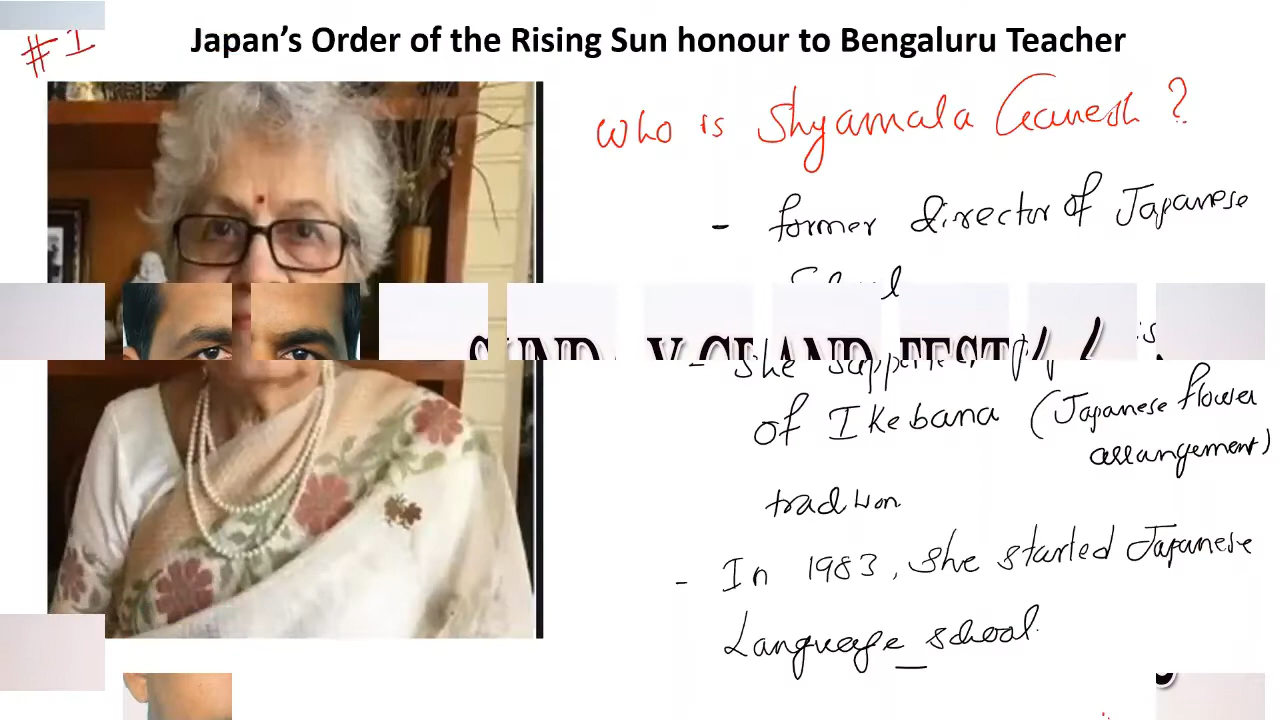 #1
Japan's Order of the Rising Sun honour to Bengaluru Teacher
Who is Shyamala Ganesh ?
- former director of Japanese
- She
of Ikebana (Japanese flower
arrangement)
tradition
- In 1983, she started Japanese
Language school.